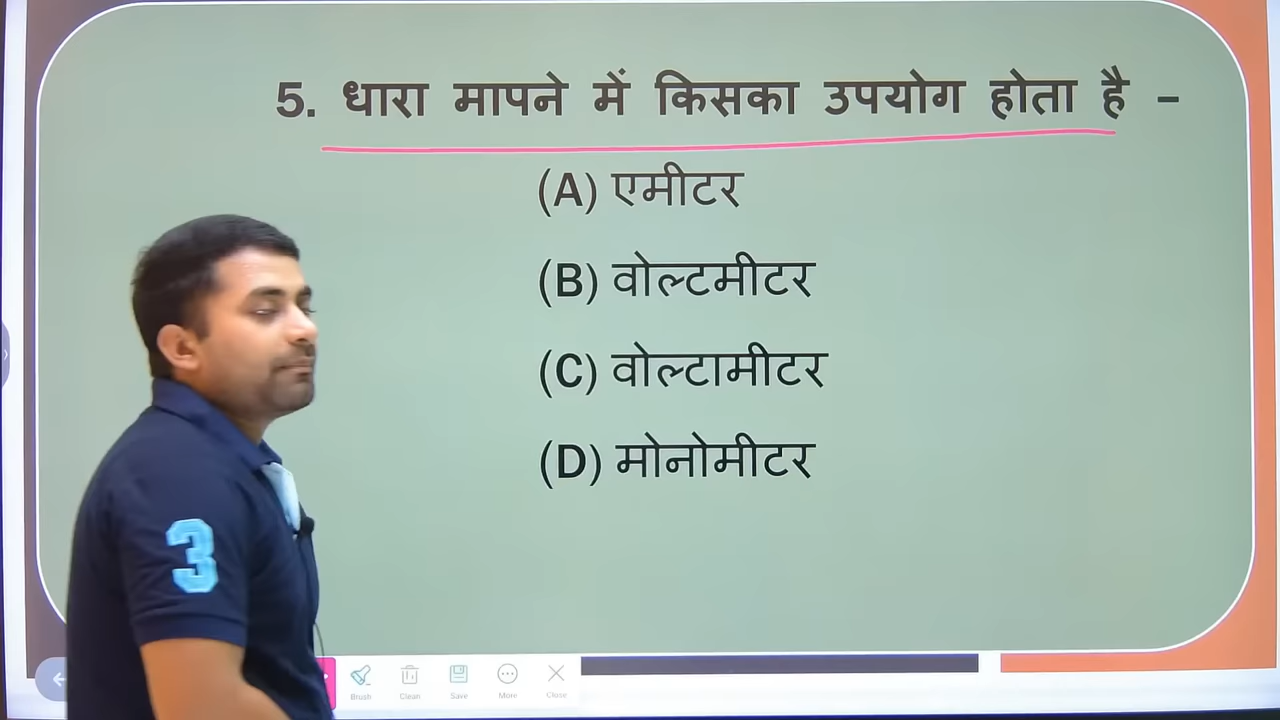 5. धारा मापने में किसका उपयोग होता है –
(A) एमीटर
(B) वोल्टमीटर
(C) वोल्टामीटर
(D) मोनोमीटर
3
Brush Clean Save More Close